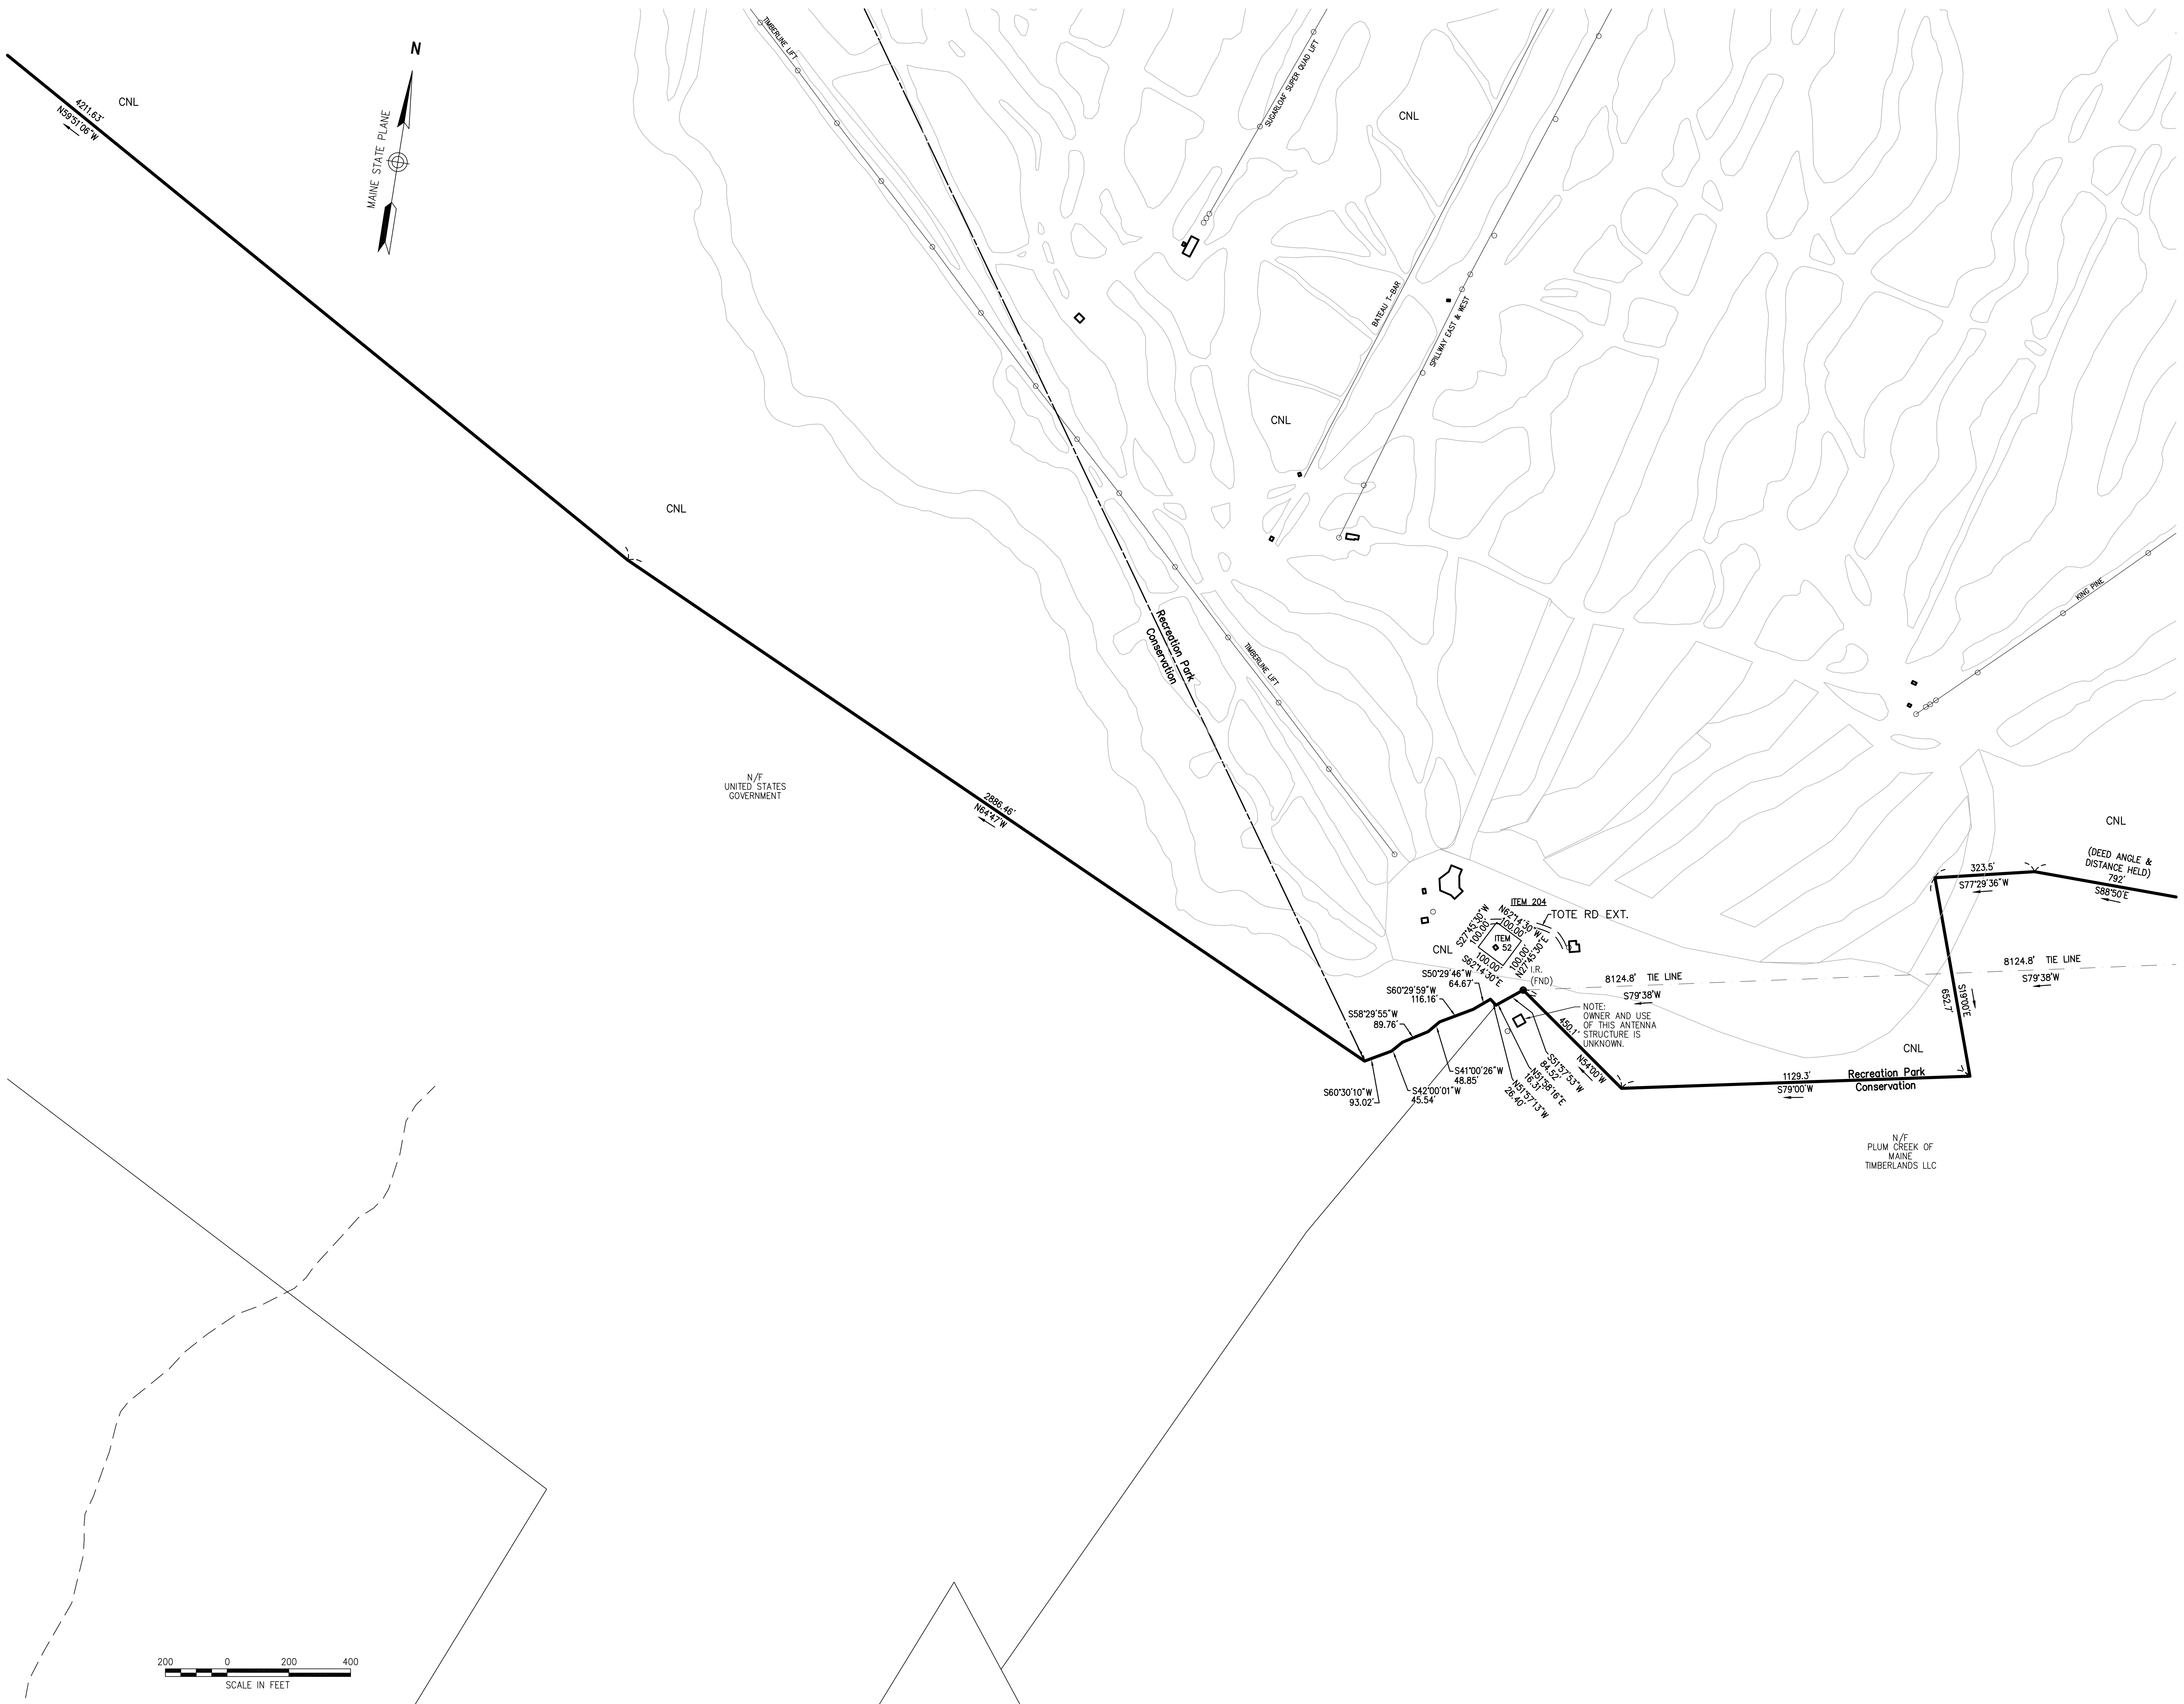 N
MAINE STATE PLANE
CNL
4211.63'
N59°51'06"W
TIMBERLINE LIFT
SUGARLOAF SUPER QUAD LIFT
CNL
BATEAU T-BAR
SPILLWAY EAST & WEST
CNL
CNL
KING PINE
Recreation Park
Conservation
TIMBERLINE LIFT
N/F
UNITED STATES
GOVERNMENT
2886.46'
N64°47'W
CNL
(DEED ANGLE &
DISTANCE HELD)
792'
S88°50'E
323.5'
S77°29'36"W
ITEM 204
TOTE RD EXT.
N62°14'30"W
100.00'
S27°45'30"W
100.00'
ITEM
52
100.00'
N27°45'30"E
100.00'
S62°14'30"E
CNL
I.R.
(FND)
8124.8' TIE LINE
S79°38'W
8124.8' TIE LINE
S79°38'W
S50°29'46"W
64.67'
S60°29'59"W
116.16'
S58°29'55"W
89.76'
NOTE:
OWNER AND USE
OF THIS ANTENNA
STRUCTURE IS
UNKNOWN.
450.1'
N54°00'W
652.7'
S19°00'E
CNL
S41°00'26"W
48.85'
S42°00'01"W
45.54'
S60°30'10"W
93.02'
S51°57'53"W
84.52'
N51°58'16"E
16.31'
N51°57'13"W
26.40'
1129.3'
S79°00'W
Recreation Park
Conservation
N/F
PLUM CREEK OF
MAINE
TIMBERLANDS LLC
200 0 200 400
SCALE IN FEET